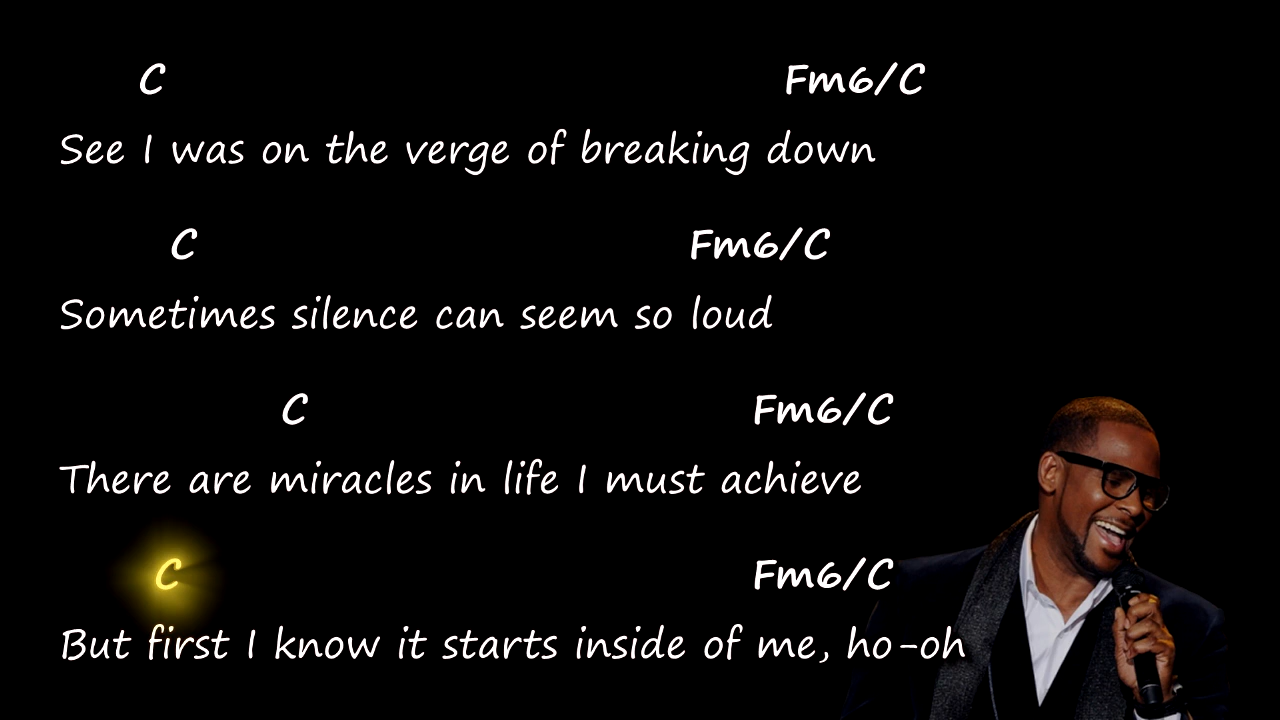 C Fm6/C
See I was on the verge of breaking down
C Fm6/C
Sometimes silence can seem so loud
C Fm6/C
There are miracles in life I must achieve
C Fm6/C
But first I know it starts inside of me, ho-oh